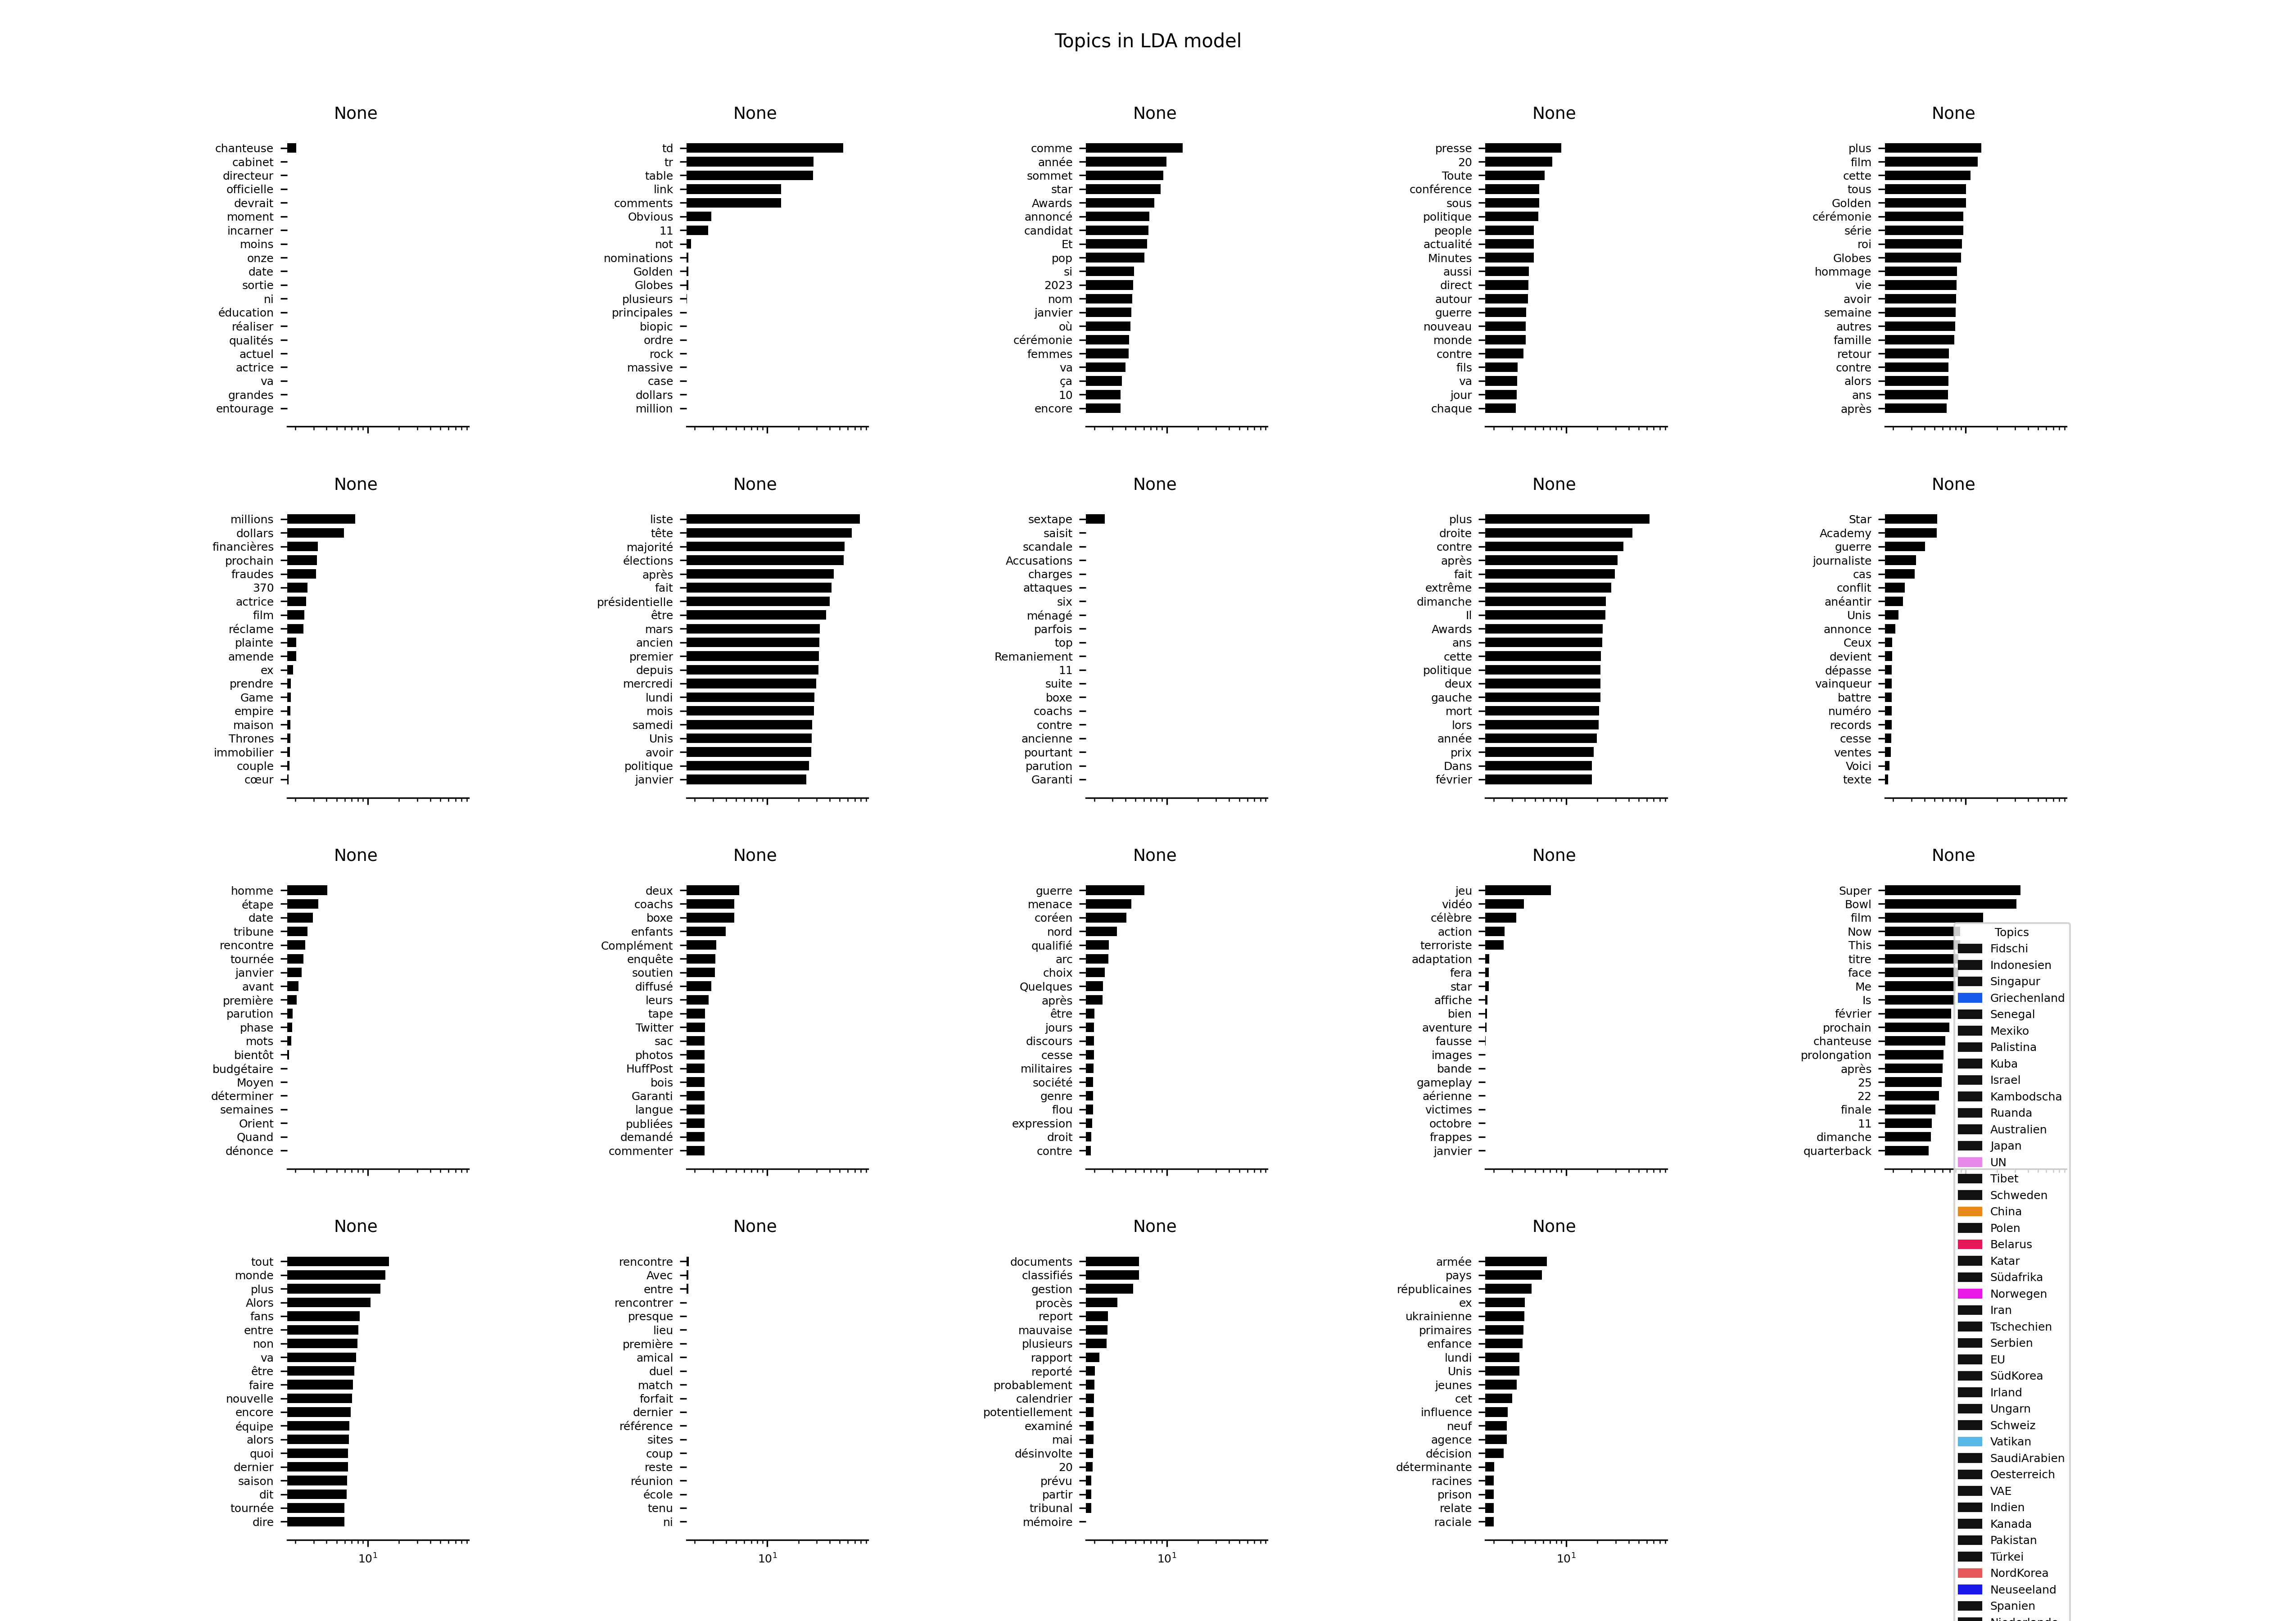 Topics in LDA model
None
chanteuse
cabinet
directeur
officielle
devrait
moment
incarner
moins
onze
date
sortie
ni
éducation
réaliser
qualités
actuel
actrice
va
grandes
entourage
None
td
tr
table
link
comments
Obvious
11
not
nominations
Golden
Globes
plusieurs
principales
biopic
ordre
rock
massive
case
dollars
million
None
comme
année
sommet
star
Awards
annoncé
candidat
Et
pop
si
2023
nom
janvier
où
cérémonie
femmes
va
ça
10
encore
None
presse
20
Toute
conférence
sous
politique
people
actualité
Minutes
aussi
direct
autour
guerre
nouveau
monde
contre
fils
va
jour
chaque
None
plus
film
cette
tous
Golden
cérémonie
série
roi
Globes
hommage
vie
avoir
semaine
autres
famille
retour
contre
alors
ans
après
None
millions
dollars
financières
prochain
fraudes
370
actrice
film
réclame
plainte
amende
ex
prendre
Game
empire
maison
Thrones
immobilier
couple
cœur
None
liste
tête
majorité
élections
après
fait
présidentielle
être
mars
ancien
premier
depuis
mercredi
lundi
mois
samedi
Unis
avoir
politique
janvier
None
sextape
saisit
scandale
Accusations
charges
attaques
six
ménagé
parfois
top
Remaniement
11
suite
boxe
coachs
contre
ancienne
pourtant
parution
Garanti
None
plus
droite
contre
après
fait
extrême
dimanche
Il
Awards
ans
cette
politique
deux
gauche
mort
lors
année
prix
Dans
février
None
Star
Academy
guerre
journaliste
cas
conflit
anéantir
Unis
annonce
Ceux
devient
dépasse
vainqueur
battre
numéro
records
cesse
ventes
Voici
texte
None
homme
étape
date
tribune
rencontre
tournée
janvier
avant
première
parution
phase
mots
bientôt
budgétaire
Moyen
déterminer
semaines
Orient
Quand
dénonce
None
deux
coachs
boxe
enfants
Complément
enquête
soutien
diffusé
leurs
tape
Twitter
sac
photos
HuffPost
bois
Garanti
langue
publiées
demandé
commenter
None
guerre
menace
coréen
nord
qualifié
arc
choix
Quelques
après
être
jours
discours
cesse
militaires
société
genre
flou
expression
droit
contre
None
jeu
vidéo
célèbre
action
terroriste
adaptation
fera
star
affiche
bien
aventure
fausse
images
bande
gameplay
aérienne
victimes
octobre
frappes
janvier
None
Super
Bowl
film
Now
This
titre
face
Me
Is
février
prochain
chanteuse
prolongation
après
25
22
finale
11
dimanche
quarterback
None
tout
monde
plus
Alors
fans
entre
non
va
être
faire
nouvelle
encore
équipe
alors
quoi
dernier
saison
dit
tournée
dire
10¹
None
rencontre
Avec
entre
rencontrer
presque
lieu
première
amical
duel
match
forfait
dernier
référence
sites
coup
reste
réunion
école
tenu
ni
10¹
None
documents
classifiés
gestion
procès
report
mauvaise
plusieurs
rapport
reporté
probablement
calendrier
potentiellement
examiné
mai
désinvolte
20
prévu
partir
tribunal
mémoire
10¹
None
armée
pays
républicaines
ex
ukrainienne
primaires
enfance
lundi
Unis
jeunes
cet
influence
neuf
agence
décision
déterminante
racines
prison
relate
raciale
10¹
Topics
Fidschi
Indonesien
Singapur
Griechenland
Senegal
Mexiko
Palistina
Kuba
Israel
Kambodscha
Ruanda
Australien
Japan
UN
Tibet
Schweden
China
Polen
Belarus
Katar
Südafrika
Norwegen
Iran
Tschechien
Serbien
EU
SüdKorea
Irland
Ungarn
Schweiz
Vatikan
SaudiArabien
Oesterreich
VAE
Indien
Kanada
Pakistan
Türkei
NordKorea
Neuseeland
Spanien